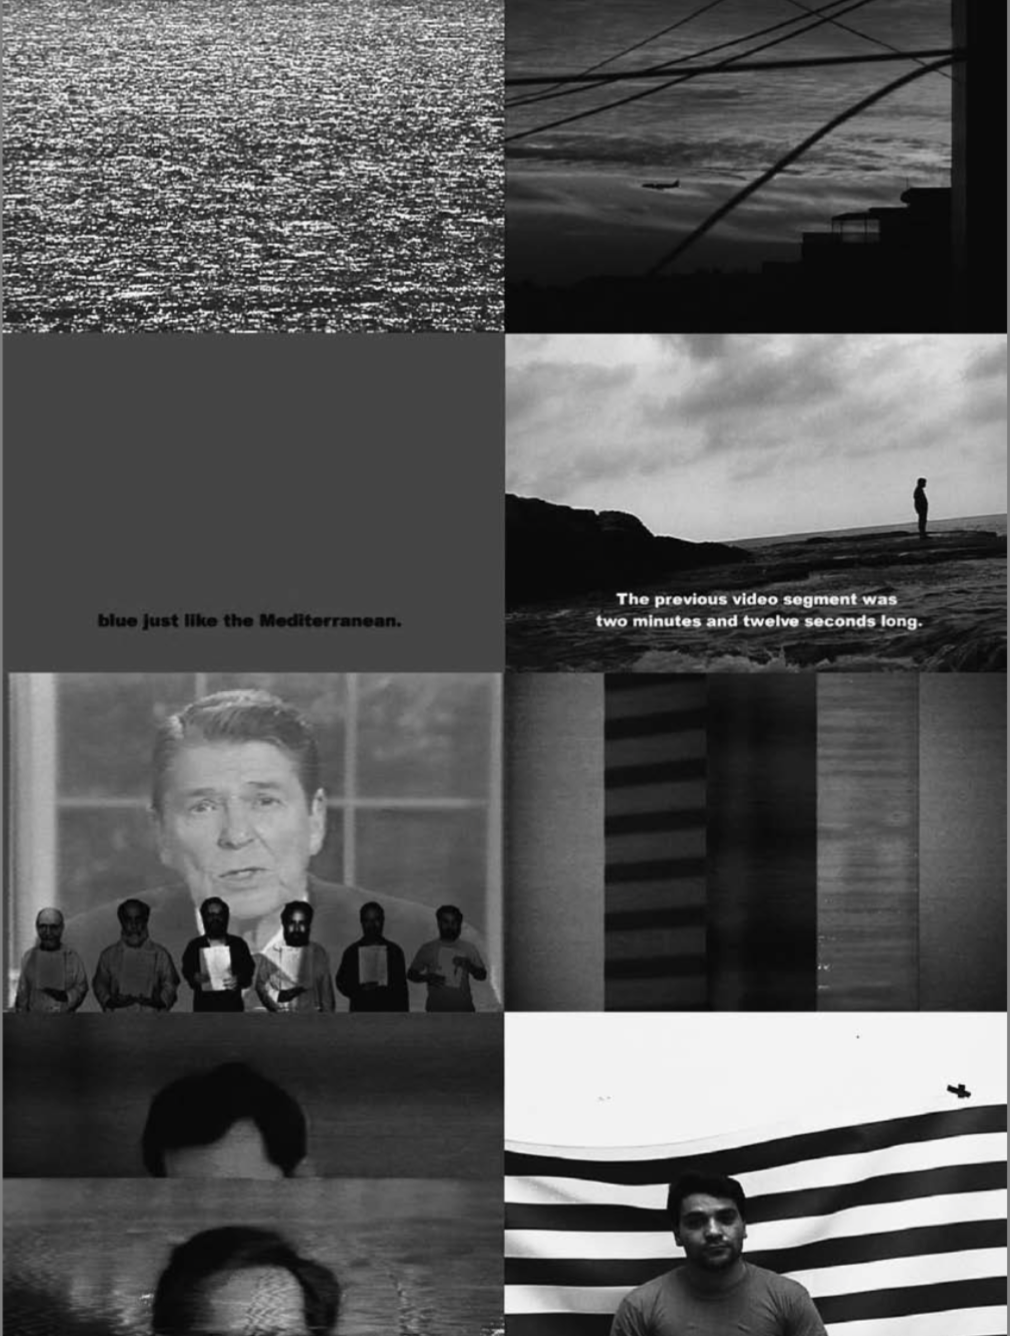 blue just like the Mediterranean.
The previous video segment was
two minutes and twelve seconds long.